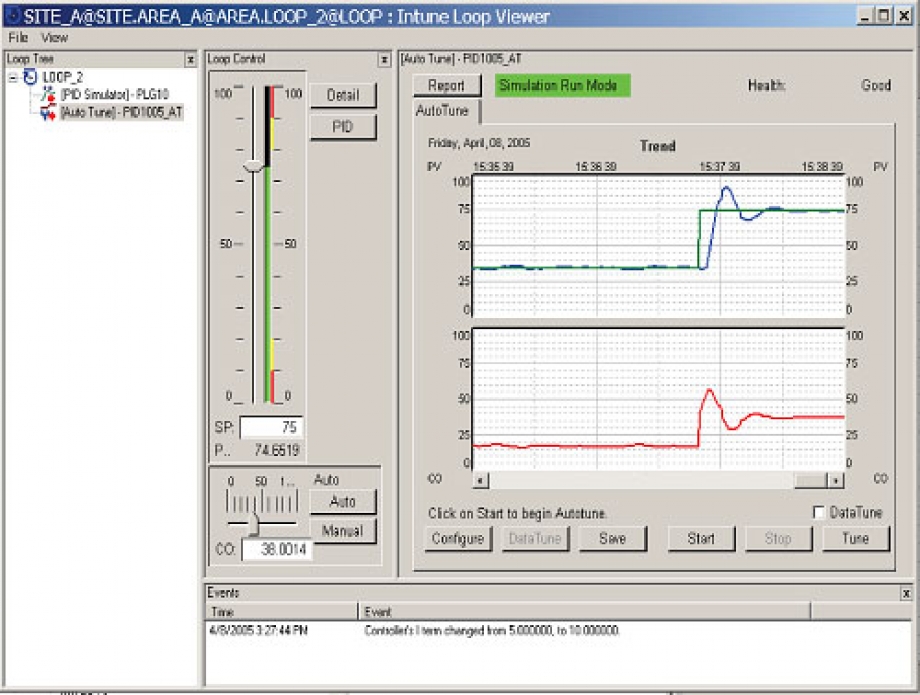 SITE_A@SITE.AREA_A@AREA.LOOP_2@LOOP : Intune Loop Viewer
File View
Loop Tree x
LOOP_2
[PID Simulator] - PLG10
[Auto Tune] - PID1005_AT
Loop Control x
100 100
50 50
0 0
Detail
PID
SP: 75
P.. 74.6519
0 50 1... Auto
Auto
Manual
CO: 38.0014
[Auto Tune] - PID1005_AT
Report Simulation Run Mode Health: Good
AutoTune
Friday, April, 08, 2005 Trend
PV 15:35:39 15:36:39 15:37:39 15:38:39 PV
100 100
75 75
50 50
25 25
0 0
100 100
75 75
50 50
25 25
0 0
CO CO
Click on Start to begin Autotune. DataTune
Configure DataTune Save Start Stop Tune
Events x
Time Event
4/8/2005 3:27:44 PM Controller's I term changed from 5.000000, to 10.000000.